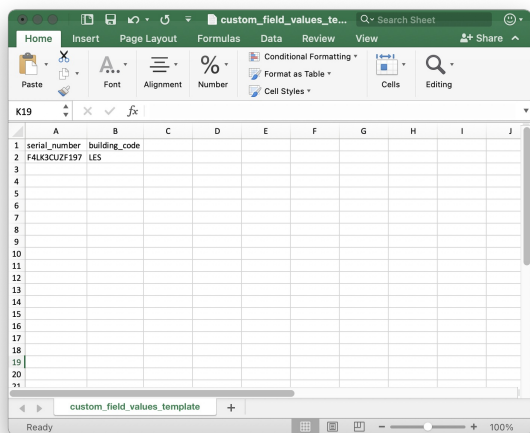 custom_field_values_te...
Search Sheet
Home Insert Page Layout Formulas Data Review View Share
Paste
A..
Font
Alignment
%
Number
Conditional Formatting
Format as Table
Cell Styles
Cells
Editing
K19 fx
A B C D E F G H I J
1 serial_number building_code
2 F4LK3CUZF197 LES
3
4
5
6
7
8
9
10
11
12
13
14
15
16
17
18
19
20
21
custom_field_values_template +
Ready 100%